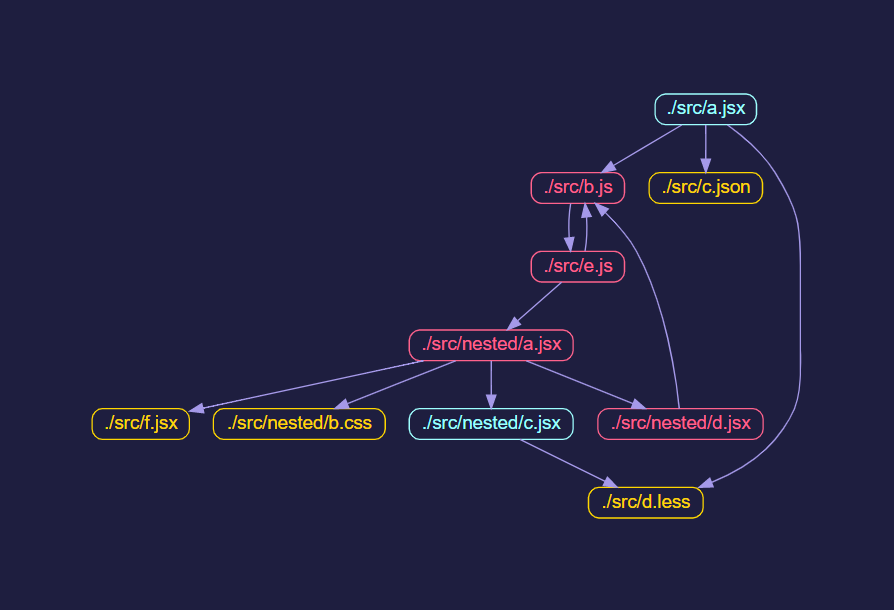 ./src/a.jsx
./src/b.js
./src/c.json
./src/e.js
./src/nested/a.jsx
./src/f.jsx
./src/nested/b.css
./src/nested/c.jsx
./src/nested/d.jsx
./src/d.less